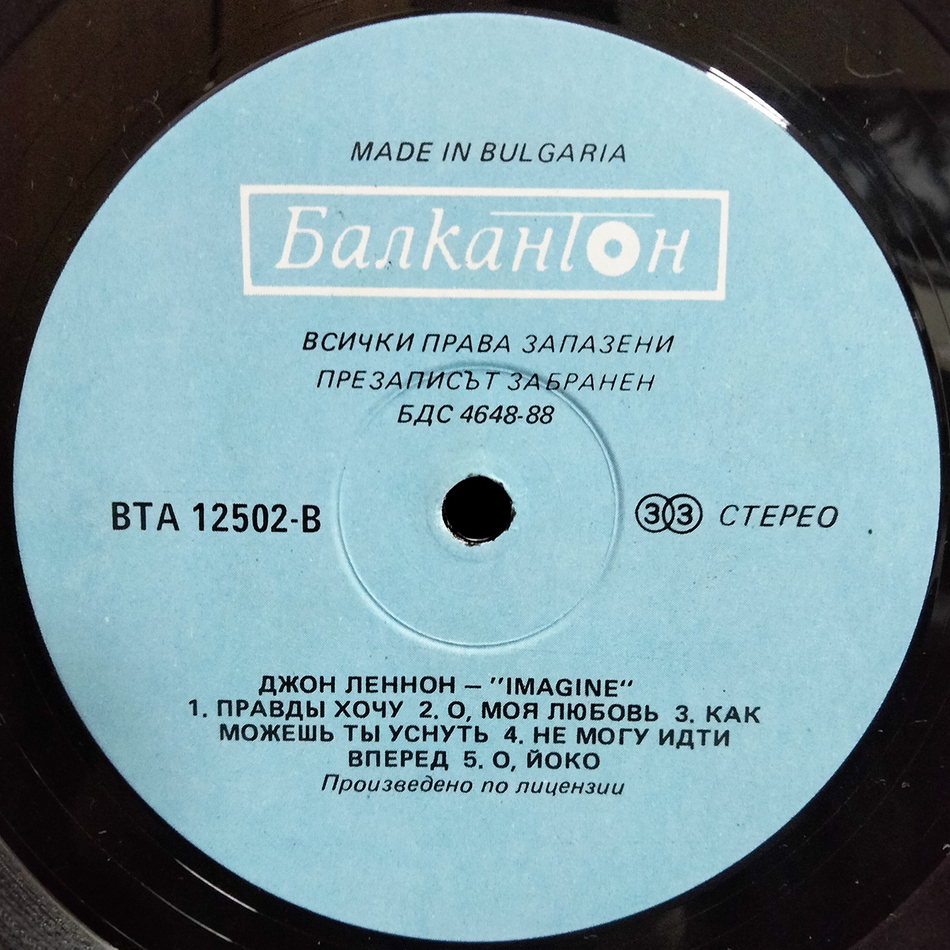 MADE IN BULGARIA
Балкантон
ВСИЧКИ ПРАВА ЗАПАЗЕНИ
ПРЕЗАПИСЪТ ЗАБРАНЕН
БДС 4648-88
ВТА 12502-В
33 СТЕРЕО
ДЖОН ЛЕННОН – "IMAGINE"
1. ПРАВДЫ ХОЧУ 2. О, МОЯ ЛЮБОВЬ 3. КАК
МОЖЕШЬ ТЫ УСНУТЬ 4. НЕ МОГУ ИДТИ
ВПЕРЕД 5. О, ЙОКО
Произведено по лицензии